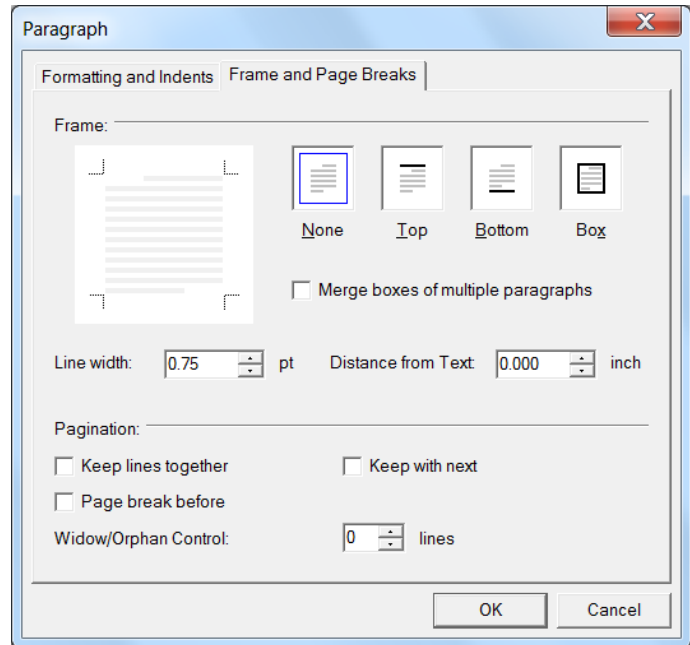 Paragraph
Formatting and Indents Frame and Page Breaks
Frame:
None Top Bottom Box
Merge boxes of multiple paragraphs
Line width: 0.75 pt Distance from Text: 0.000 inch
Pagination:
Keep lines together Keep with next
Page break before
Widow/Orphan Control: 0 lines
OK Cancel